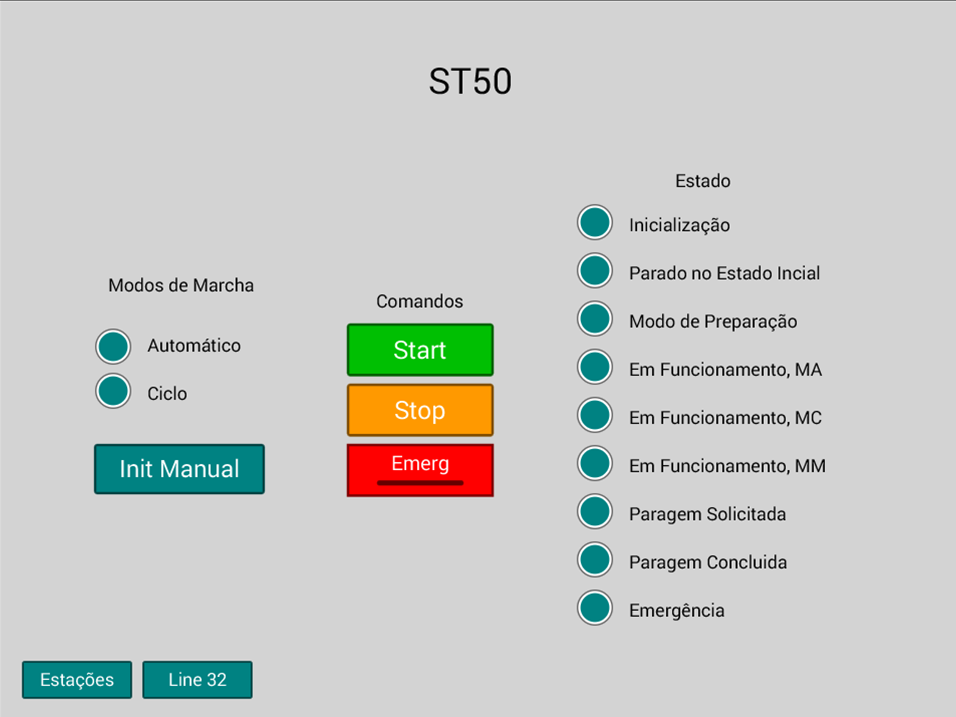 ST50
Modos de Marcha
Automático
Ciclo
Init Manual
Comandos
Start
Stop
Emerg
Estado
Inicialização
Parado no Estado Incial
Modo de Preparação
Em Funcionamento, MA
Em Funcionamento, MC
Em Funcionamento, MM
Paragem Solicitada
Paragem Concluida
Emergência
Estações
Line 32